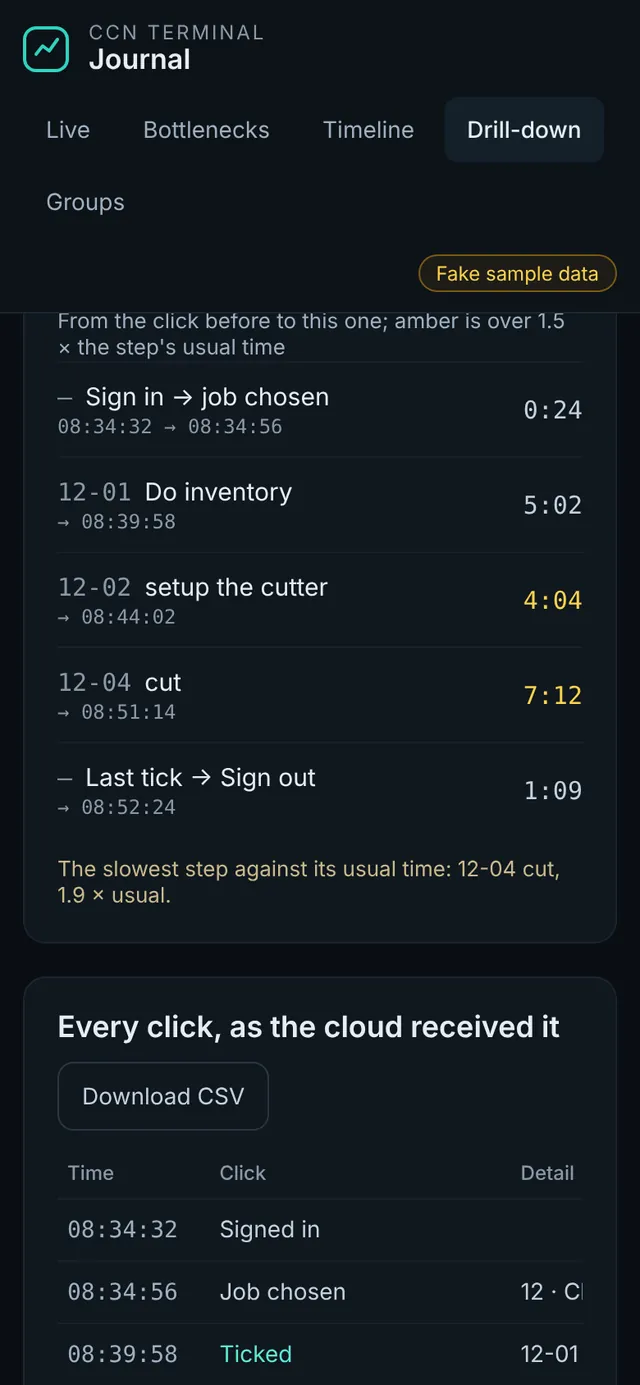 CCN TERMINAL
Journal
Live
Bottlenecks
Timeline
Drill-down
Groups
Fake sample data
From the click before to this one; amber is over 1.5
× the step's usual time
— Sign in → job chosen
08:34:32 → 08:34:56
0:24
12-01 Do inventory
→ 08:39:58
5:02
12-02 setup the cutter
→ 08:44:02
4:04
12-04 cut
→ 08:51:14
7:12
— Last tick → Sign out
→ 08:52:24
1:09
The slowest step against its usual time: 12-04 cut,
1.9 × usual.
Every click, as the cloud received it
Download CSV
Time Click Detail
08:34:32 Signed in
08:34:56 Job chosen 12 ·
08:39:58 Ticked 12-01